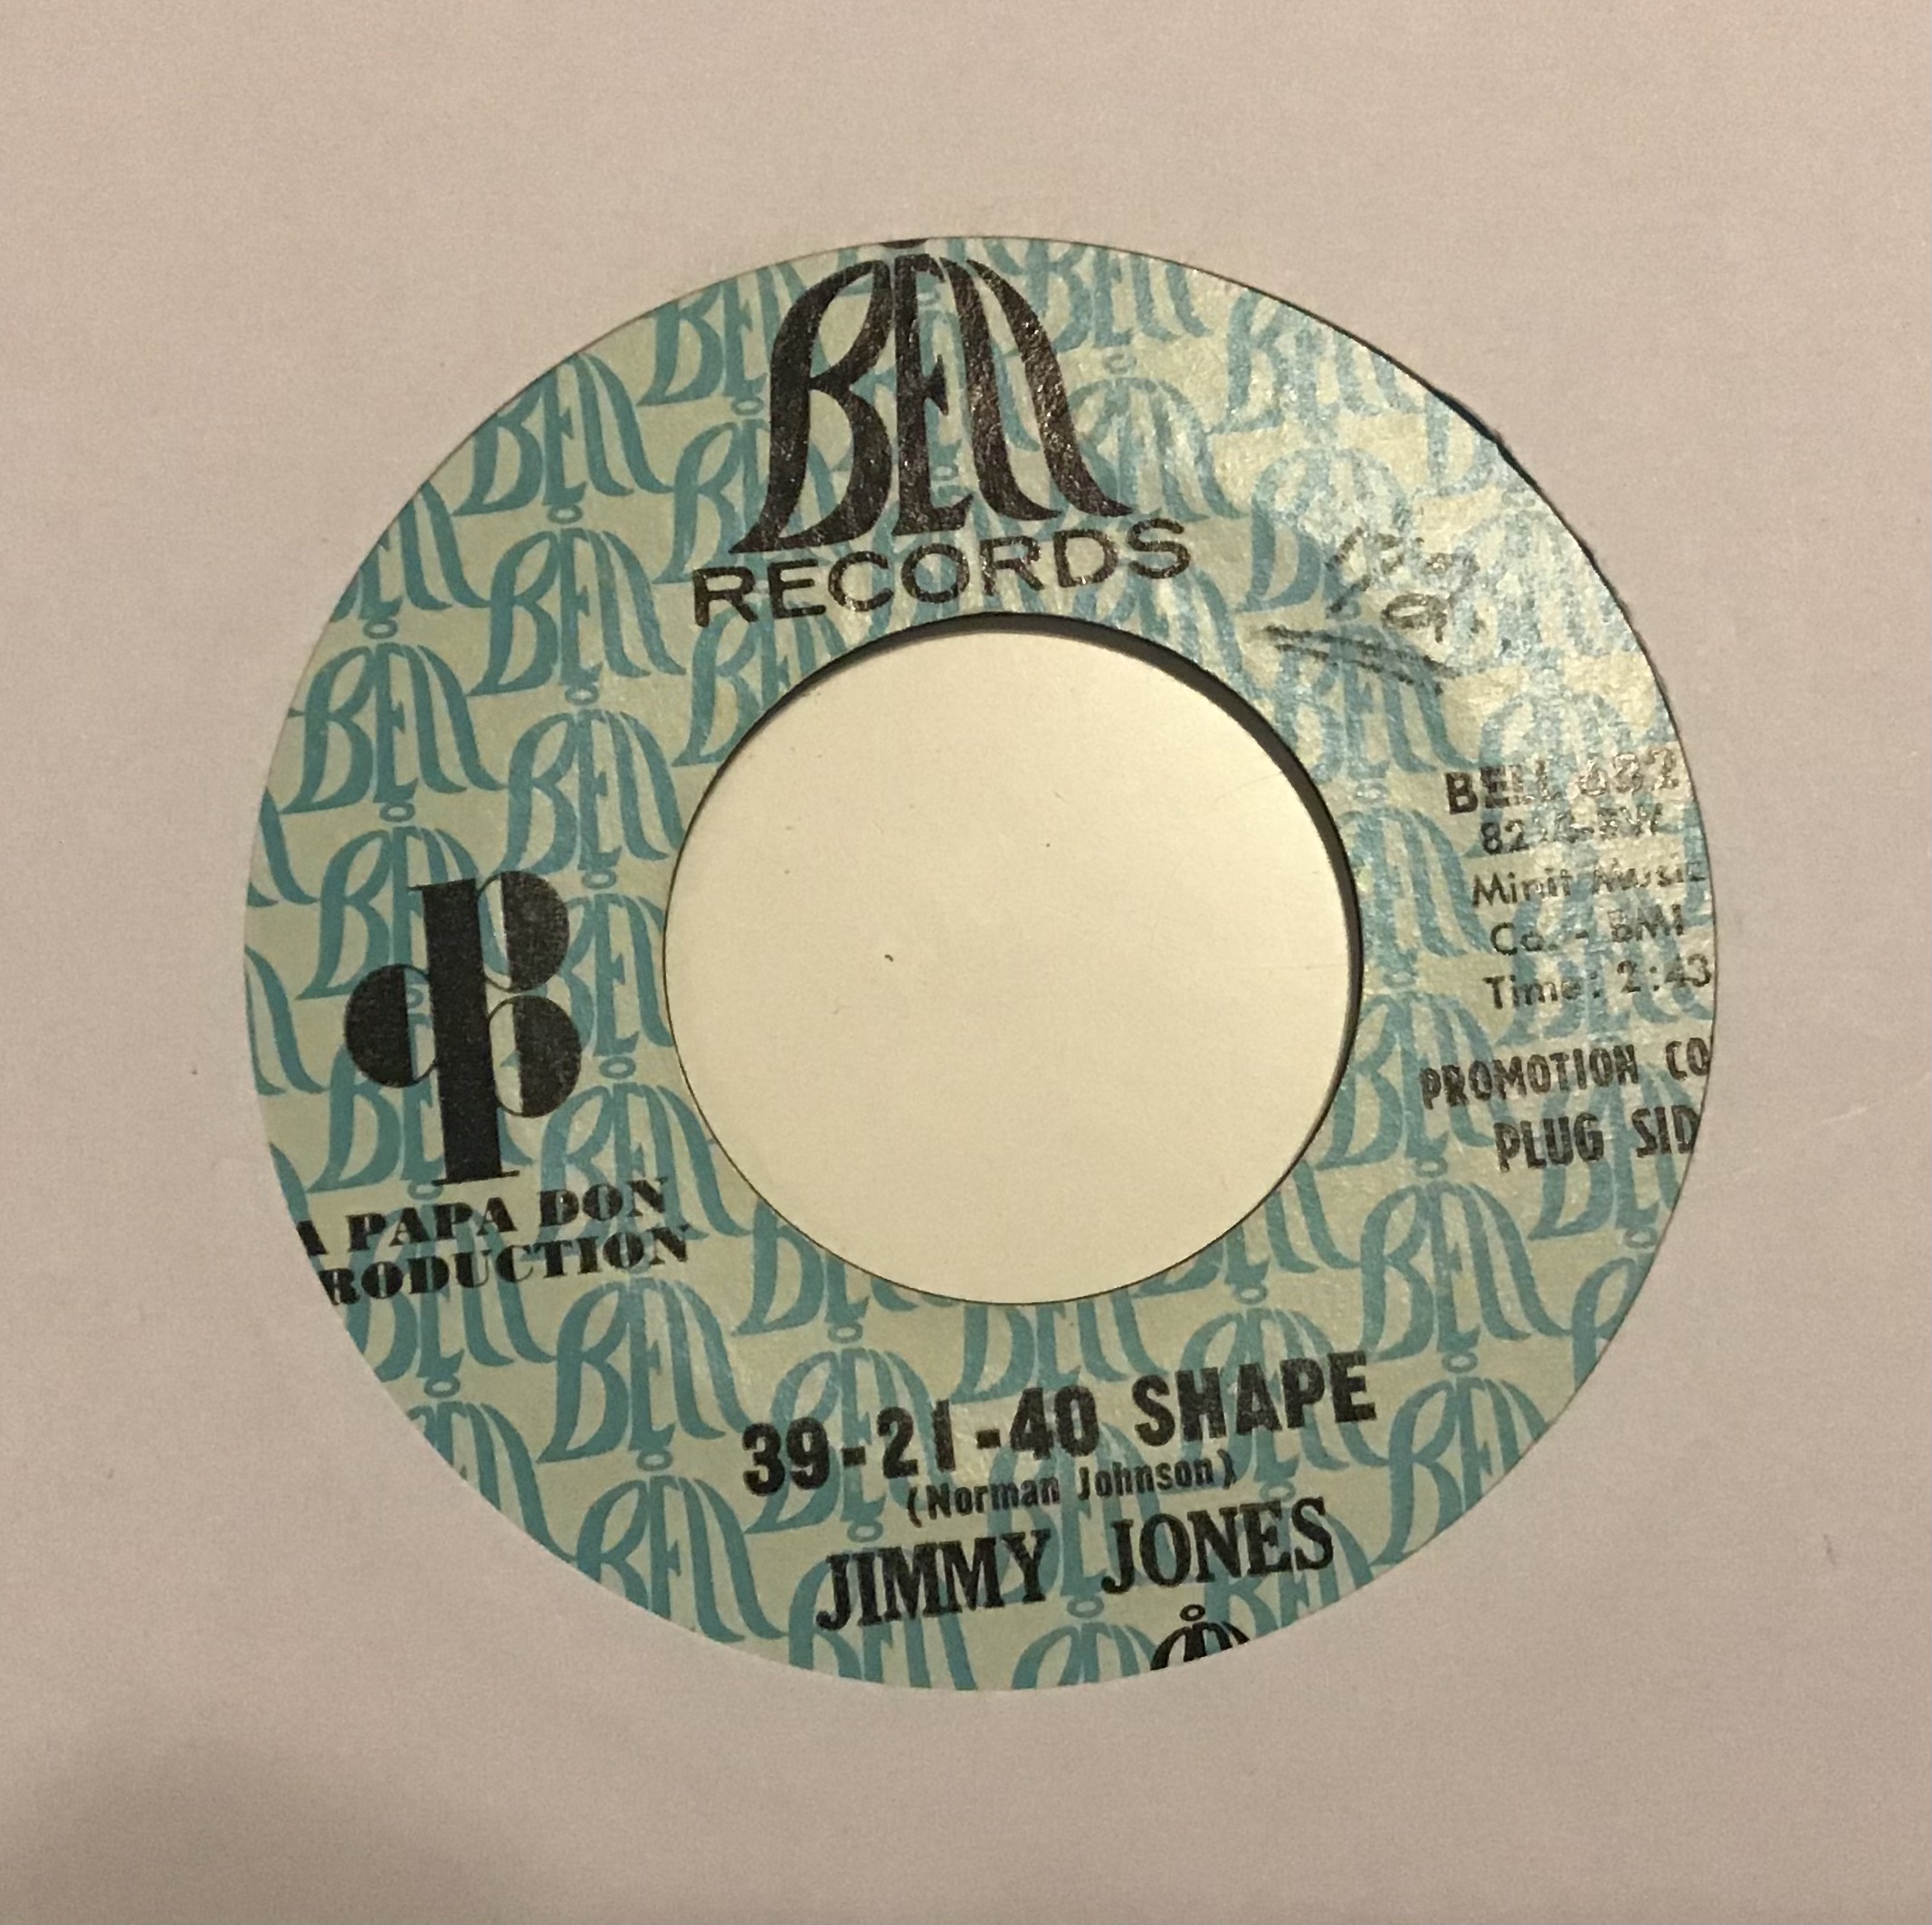 BELL
RECORDS
BELL
Minit Music
Co. - BMI
Time: 2:43
PROMOTION CO
PLUG SID
A PAPA DON
RODUCTION
39-21-40 SHAPE
(Norman Johnson)
JIMMY JONES